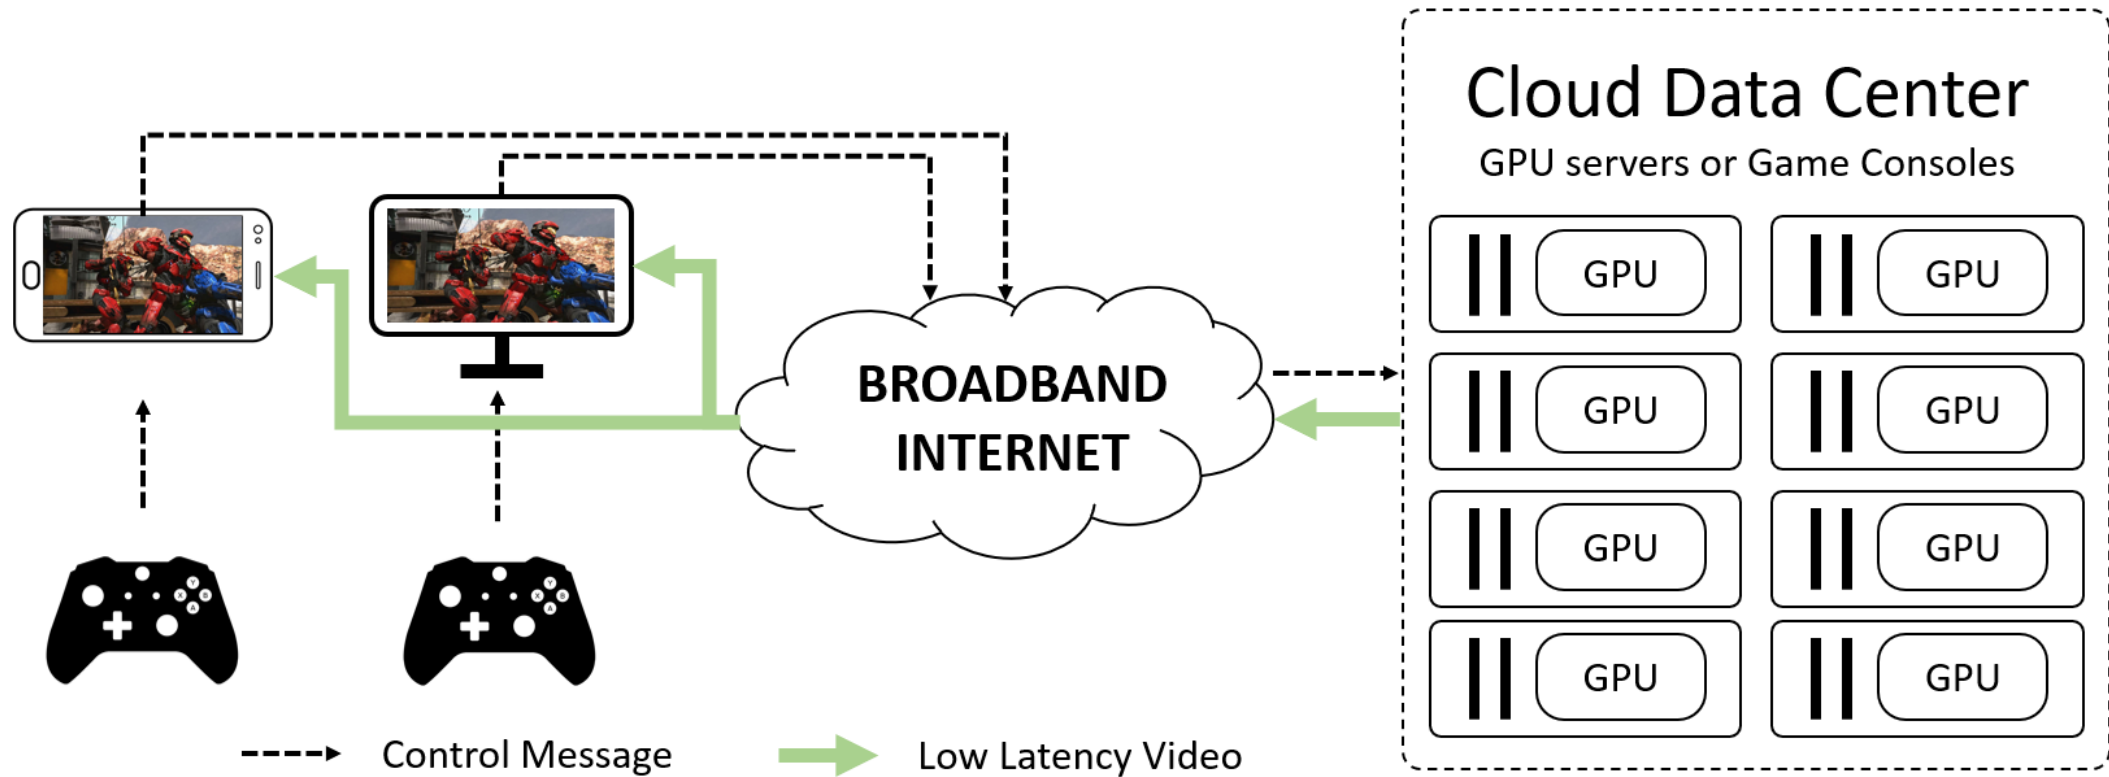 Cloud Data Center
GPU servers or Game Consoles
GPU GPU
GPU GPU
GPU GPU
GPU GPU
BROADBAND
INTERNET
Y
X B
A
Y
X B
A
Control Message
Low Latency Video